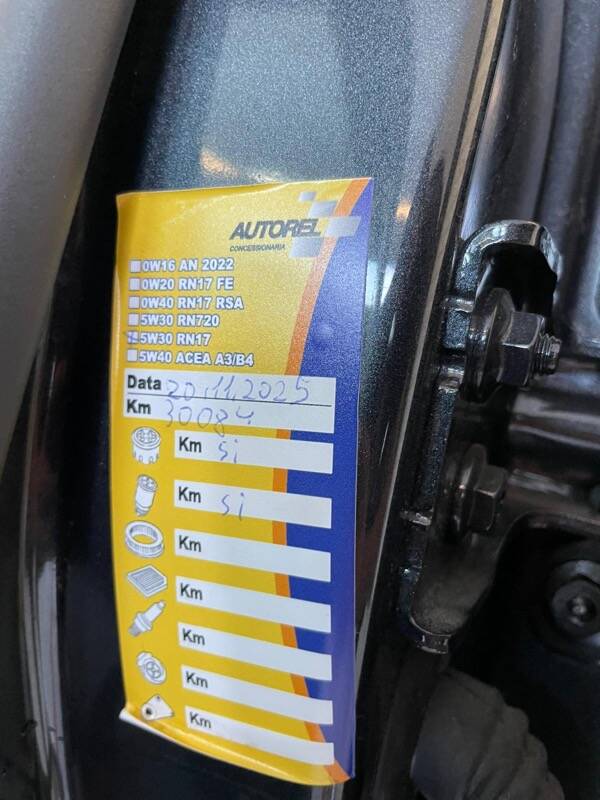 AUTOREL
CONCESSIONARIA
0W16 AN 2022
0W20 RN17 FE
0W40 RN17 RSA
5W30 RN720
5W30 RN17
5W40 ACEA A3/B4
Data 20.11.2025
Km 30084
Km si
Km si
Km
Km
Km
Km
Km